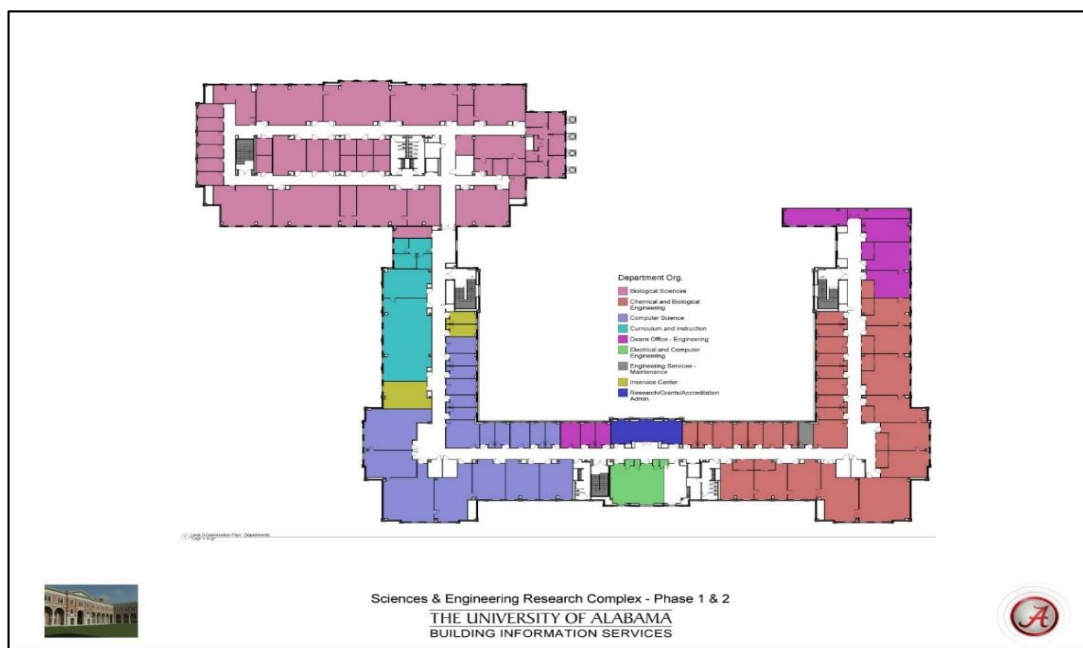 Department Org.
Biological Sciences
Chemical and Biological
Engineering
Computer Science
Curriculum and Instruction
Deans Office - Engineering
Electrical and Computer
Engineering
Engineering Services -
Maintenance
Inservice Center
Research/Grants/Accreditation
Admin
Sciences & Engineering Research Complex - Phase 1 & 2
THE UNIVERSITY OF ALABAMA
BUILDING INFORMATION SERVICES
A